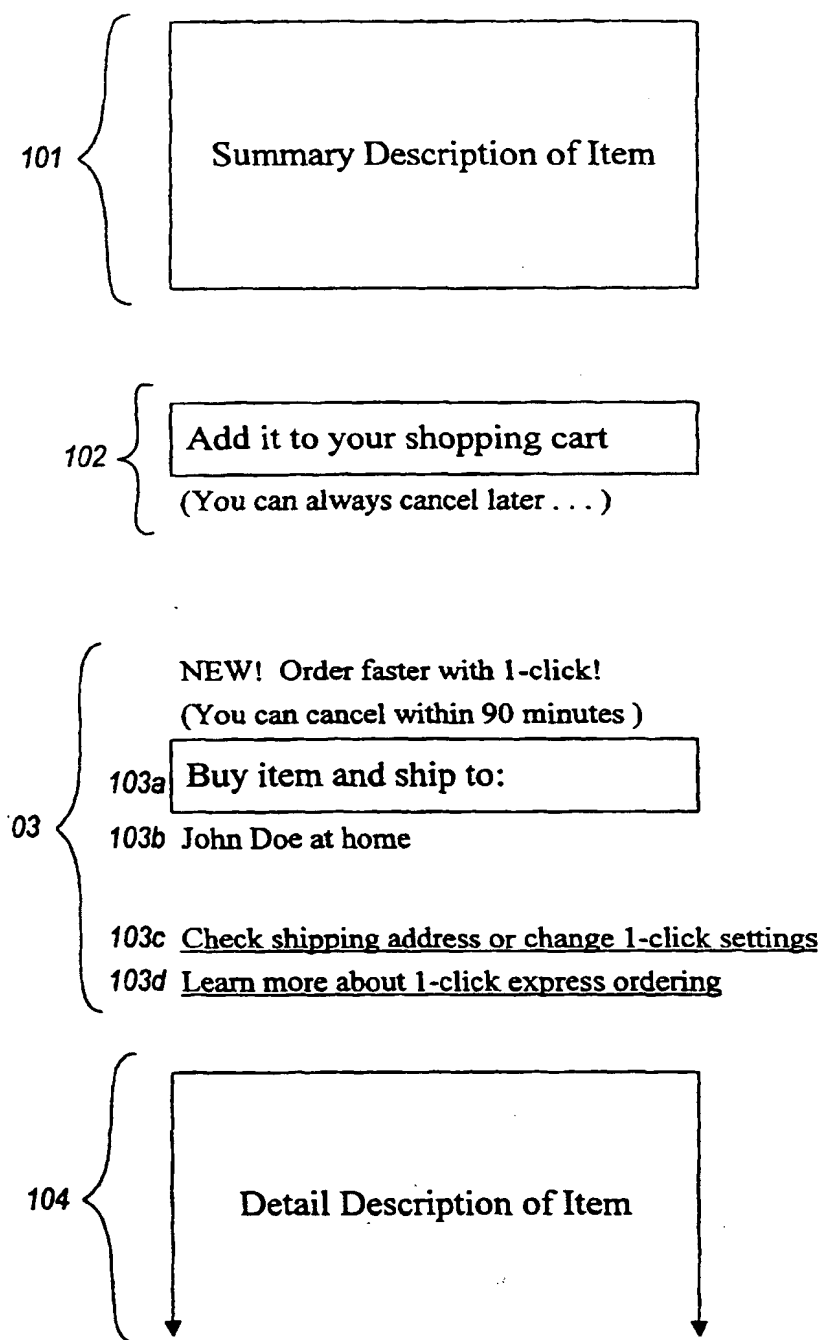 101 Summary Description of Item
102 Add it to your shopping cart
(You can always cancel later . . . )
NEW! Order faster with 1-click!
(You can cancel within 90 minutes )
103a Buy item and ship to:
03
103b John Doe at home
103c Check shipping address or change 1-click settings
103d Learn more about 1-click express ordering
104 Detail Description of Item